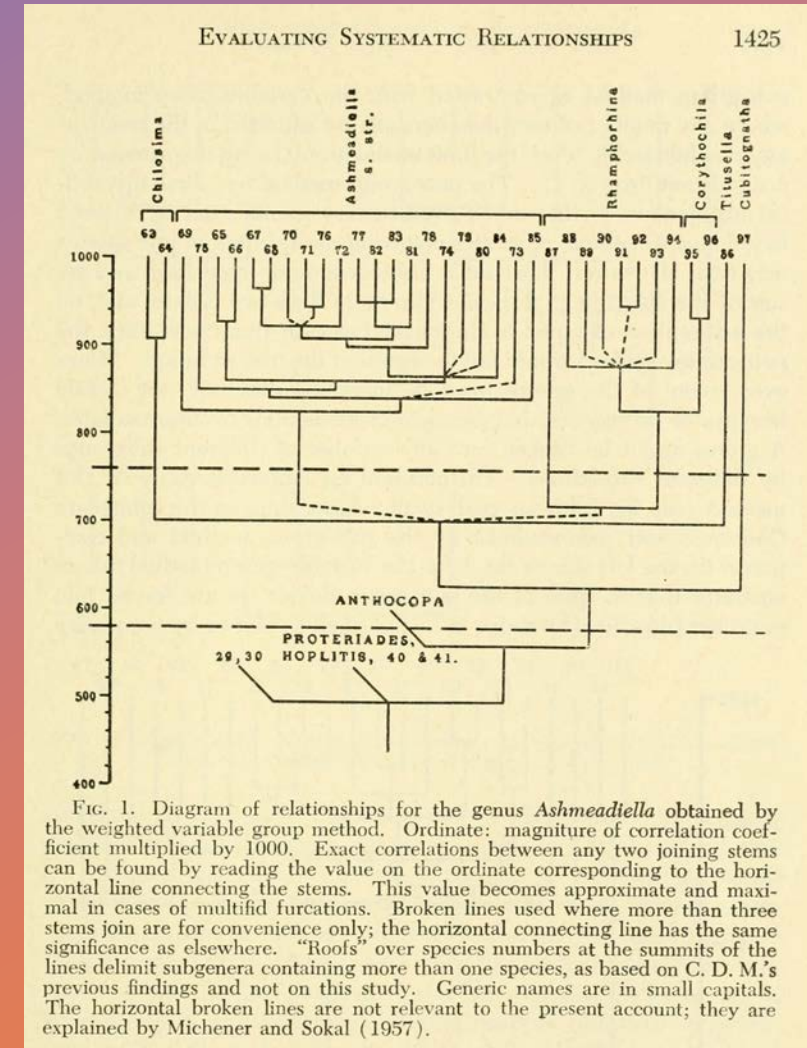 EVALUATING SYSTEMATIC RELATIONSHIPS 1425
Chilosima
Ashmeadiella
s. str.
Rhamphorhina
Corythochila
Titusella
Cubitognatha
63 69 65 67 70 76 77 83 78 79 84 85 88 90 92 94 96 97
64 75 66 68 71 72 82 81 74 80 73 87 89 91 93 95 86
1000
900
800
700
600
500
400
ANTHOCOPA
PROTERIADES,
29,30 HOPLITIS, 40 & 41.
FIG. 1. Diagram of relationships for the genus Ashmeadiella obtained by
the weighted variable group method. Ordinate: magniture of correlation coef-
ficient multiplied by 1000. Exact correlations between any two joining stems
can be found by reading the value on the ordinate corresponding to the hori-
zontal line connecting the stems. This value becomes approximate and maxi-
mal in cases of multifid furcations. Broken lines used where more than three
stems join are for convenience only; the horizontal connecting line has the same
significance as elsewhere. "Roofs" over species numbers at the summits of the
lines delimit subgenera containing more than one species, as based on C. D. M.'s
previous findings and not on this study. Generic names are in small capitals.
The horizontal broken lines are not relevant to the present account; they are
explained by Michener and Sokal (1957).